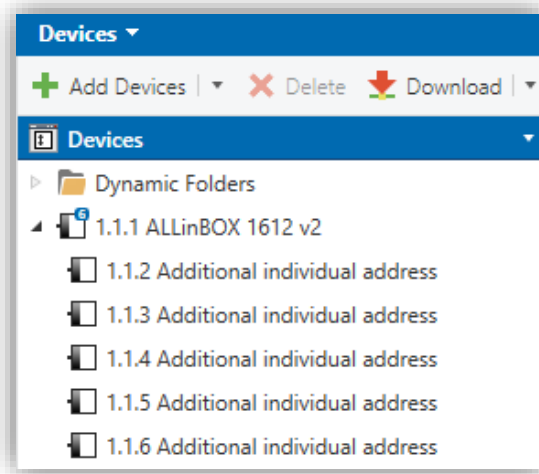 Devices
Add Devices Delete Download
Devices
Dynamic Folders
6
1.1.1 ALLinBOX 1612 v2
1.1.2 Additional individual address
1.1.3 Additional individual address
1.1.4 Additional individual address
1.1.5 Additional individual address
1.1.6 Additional individual address